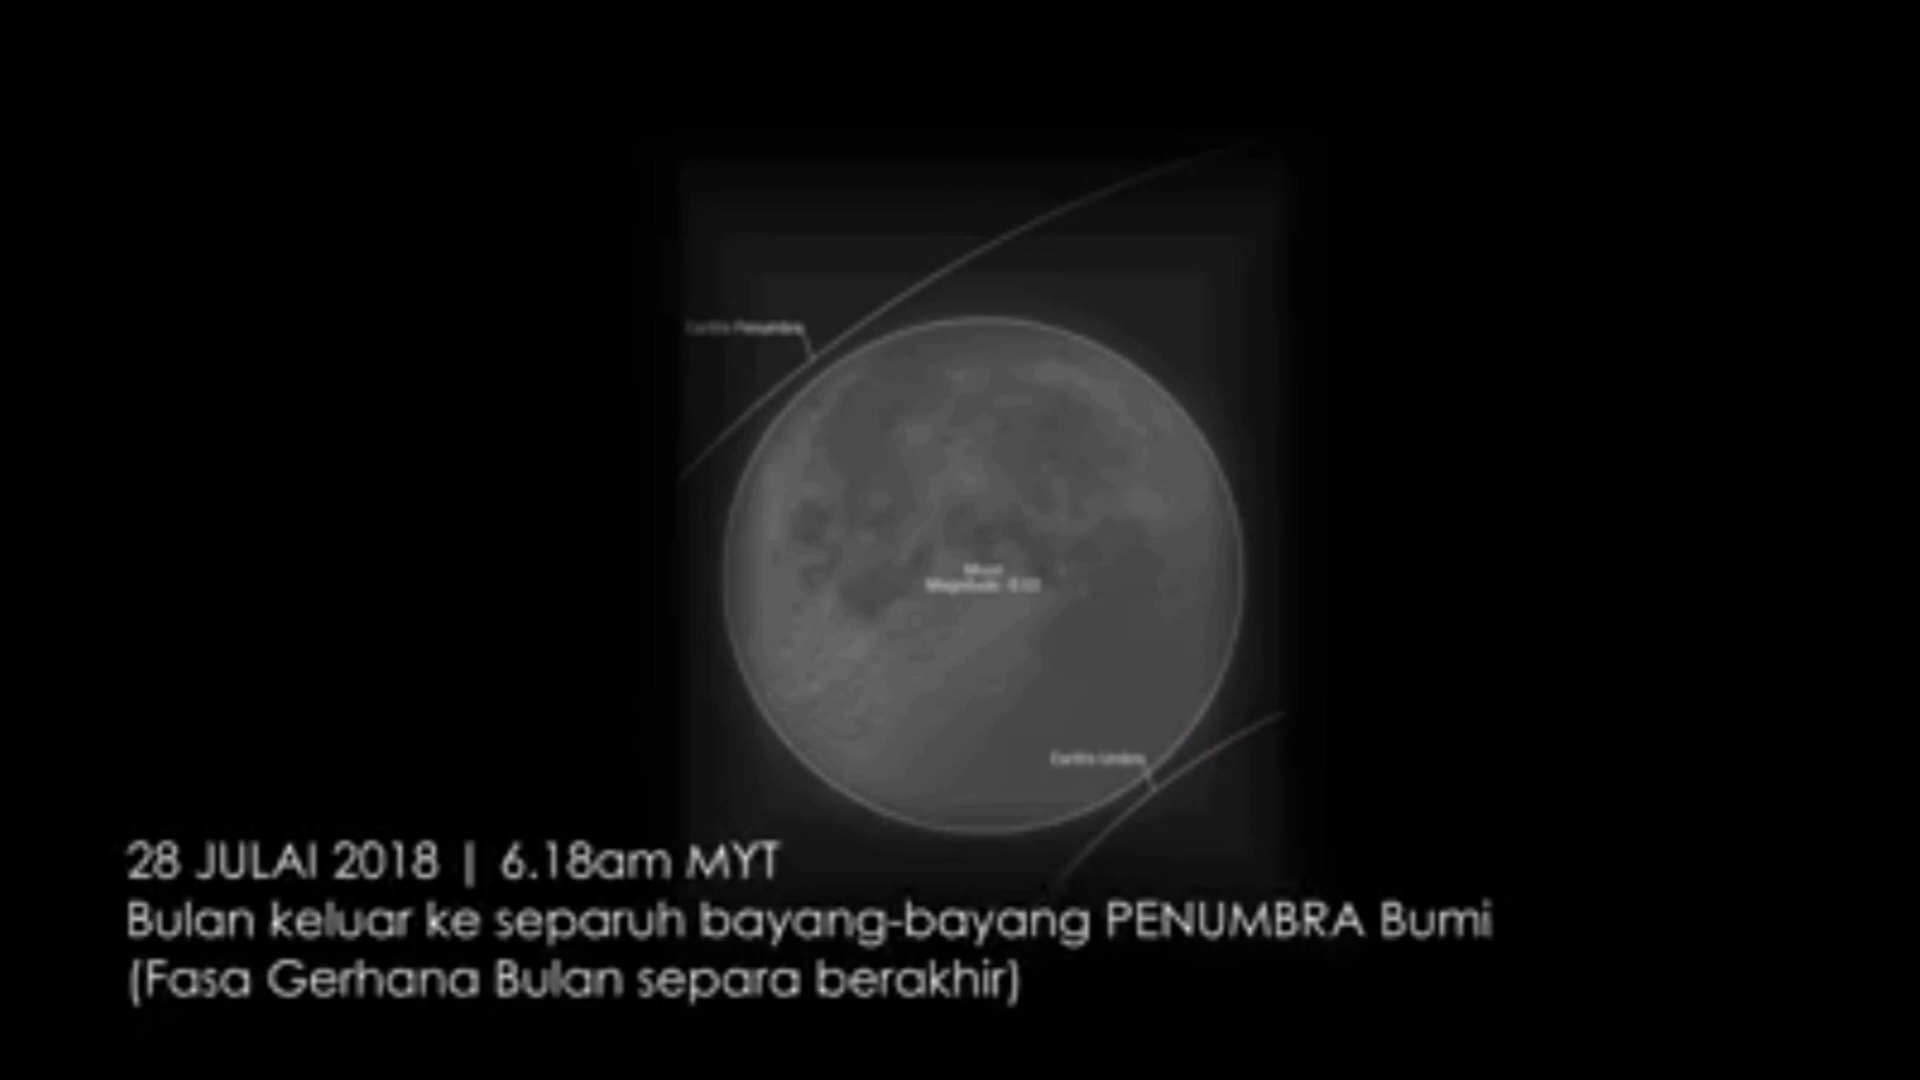 Earth's Penumbra
Moon
Magnitude:
Earth's Umbra
28 JULAI 2018 | 6.18am MYT
Bulan keluar ke separuh bayang-bayang PENUMBRA Bumi
(Fasa Gerhana Bulan separa berakhir)